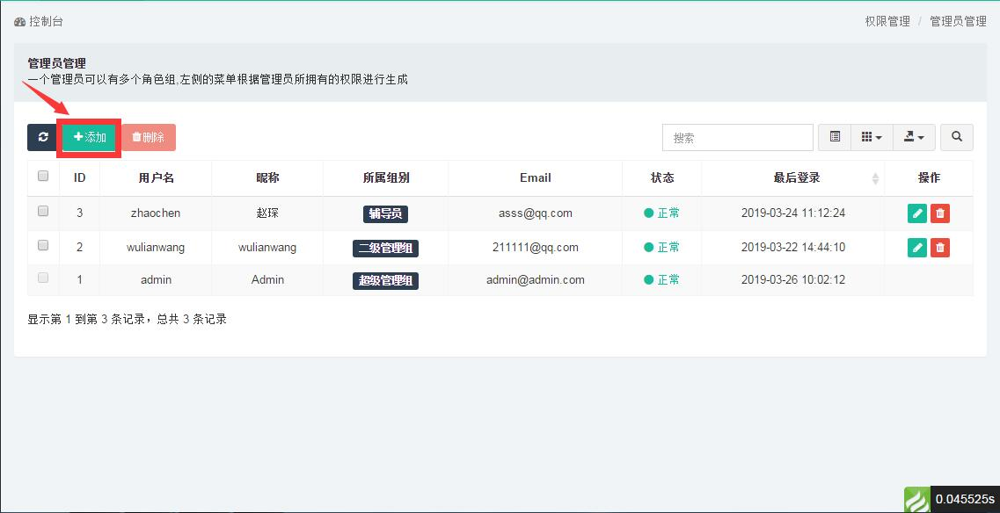 控制台
权限管理 / 管理员管理
管理员管理
一个管理员可以有多个角色组,左侧的菜单根据管理员所拥有的权限进行生成
添加 删除 搜索
ID 用户名 昵称 所属组别 Email 状态 最后登录 操作
3 zhaochen 赵琛 辅导员 asss@qq.com 正常 2019-03-24 11:12:24
2 wulianwang wulianwang 二级管理组 211111@qq.com 正常 2019-03-22 14:44:10
1 admin Admin 超级管理组 admin@admin.com 正常 2019-03-26 10:02:12
显示第 1 到第 3 条记录，总共 3 条记录
0.045525s